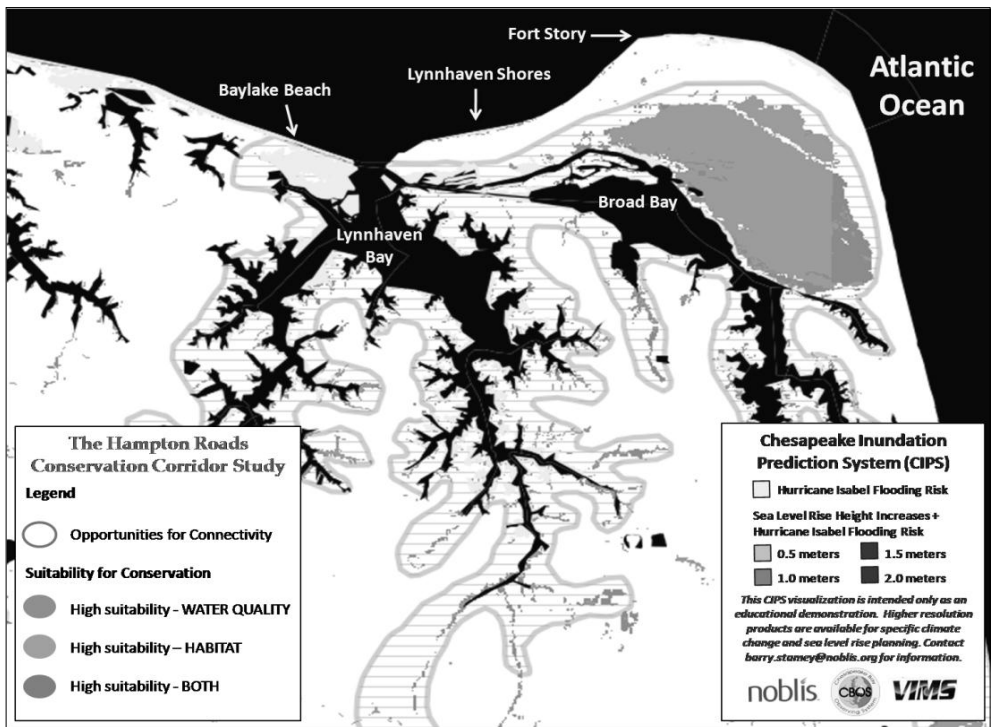 Fort Story
Atlantic
Ocean
Lynnhaven Shores
Baylake Beach
Broad Bay
Lynnhaven
Bay
The Hampton Roads
Conservation Corridor Study
Legend
Opportunities for Connectivity
Suitability for Conservation
High suitability - WATER QUALITY
High suitability – HABITAT
High suitability - BOTH
Chesapeake Inundation
Prediction System (CIPS)
Hurricane Isabel Flooding Risk
Sea Level Rise Height Increases +
Hurricane Isabel Flooding Risk
0.5 meters
1.5 meters
1.0 meters
2.0 meters
This CIPS visualization is intended only as an
educational demonstration. Higher resolution
products are available for specific climate
change and sea level rise planning. Contact
barry.stamey@noblis.org for information.
noblis
CBOS
VIMS